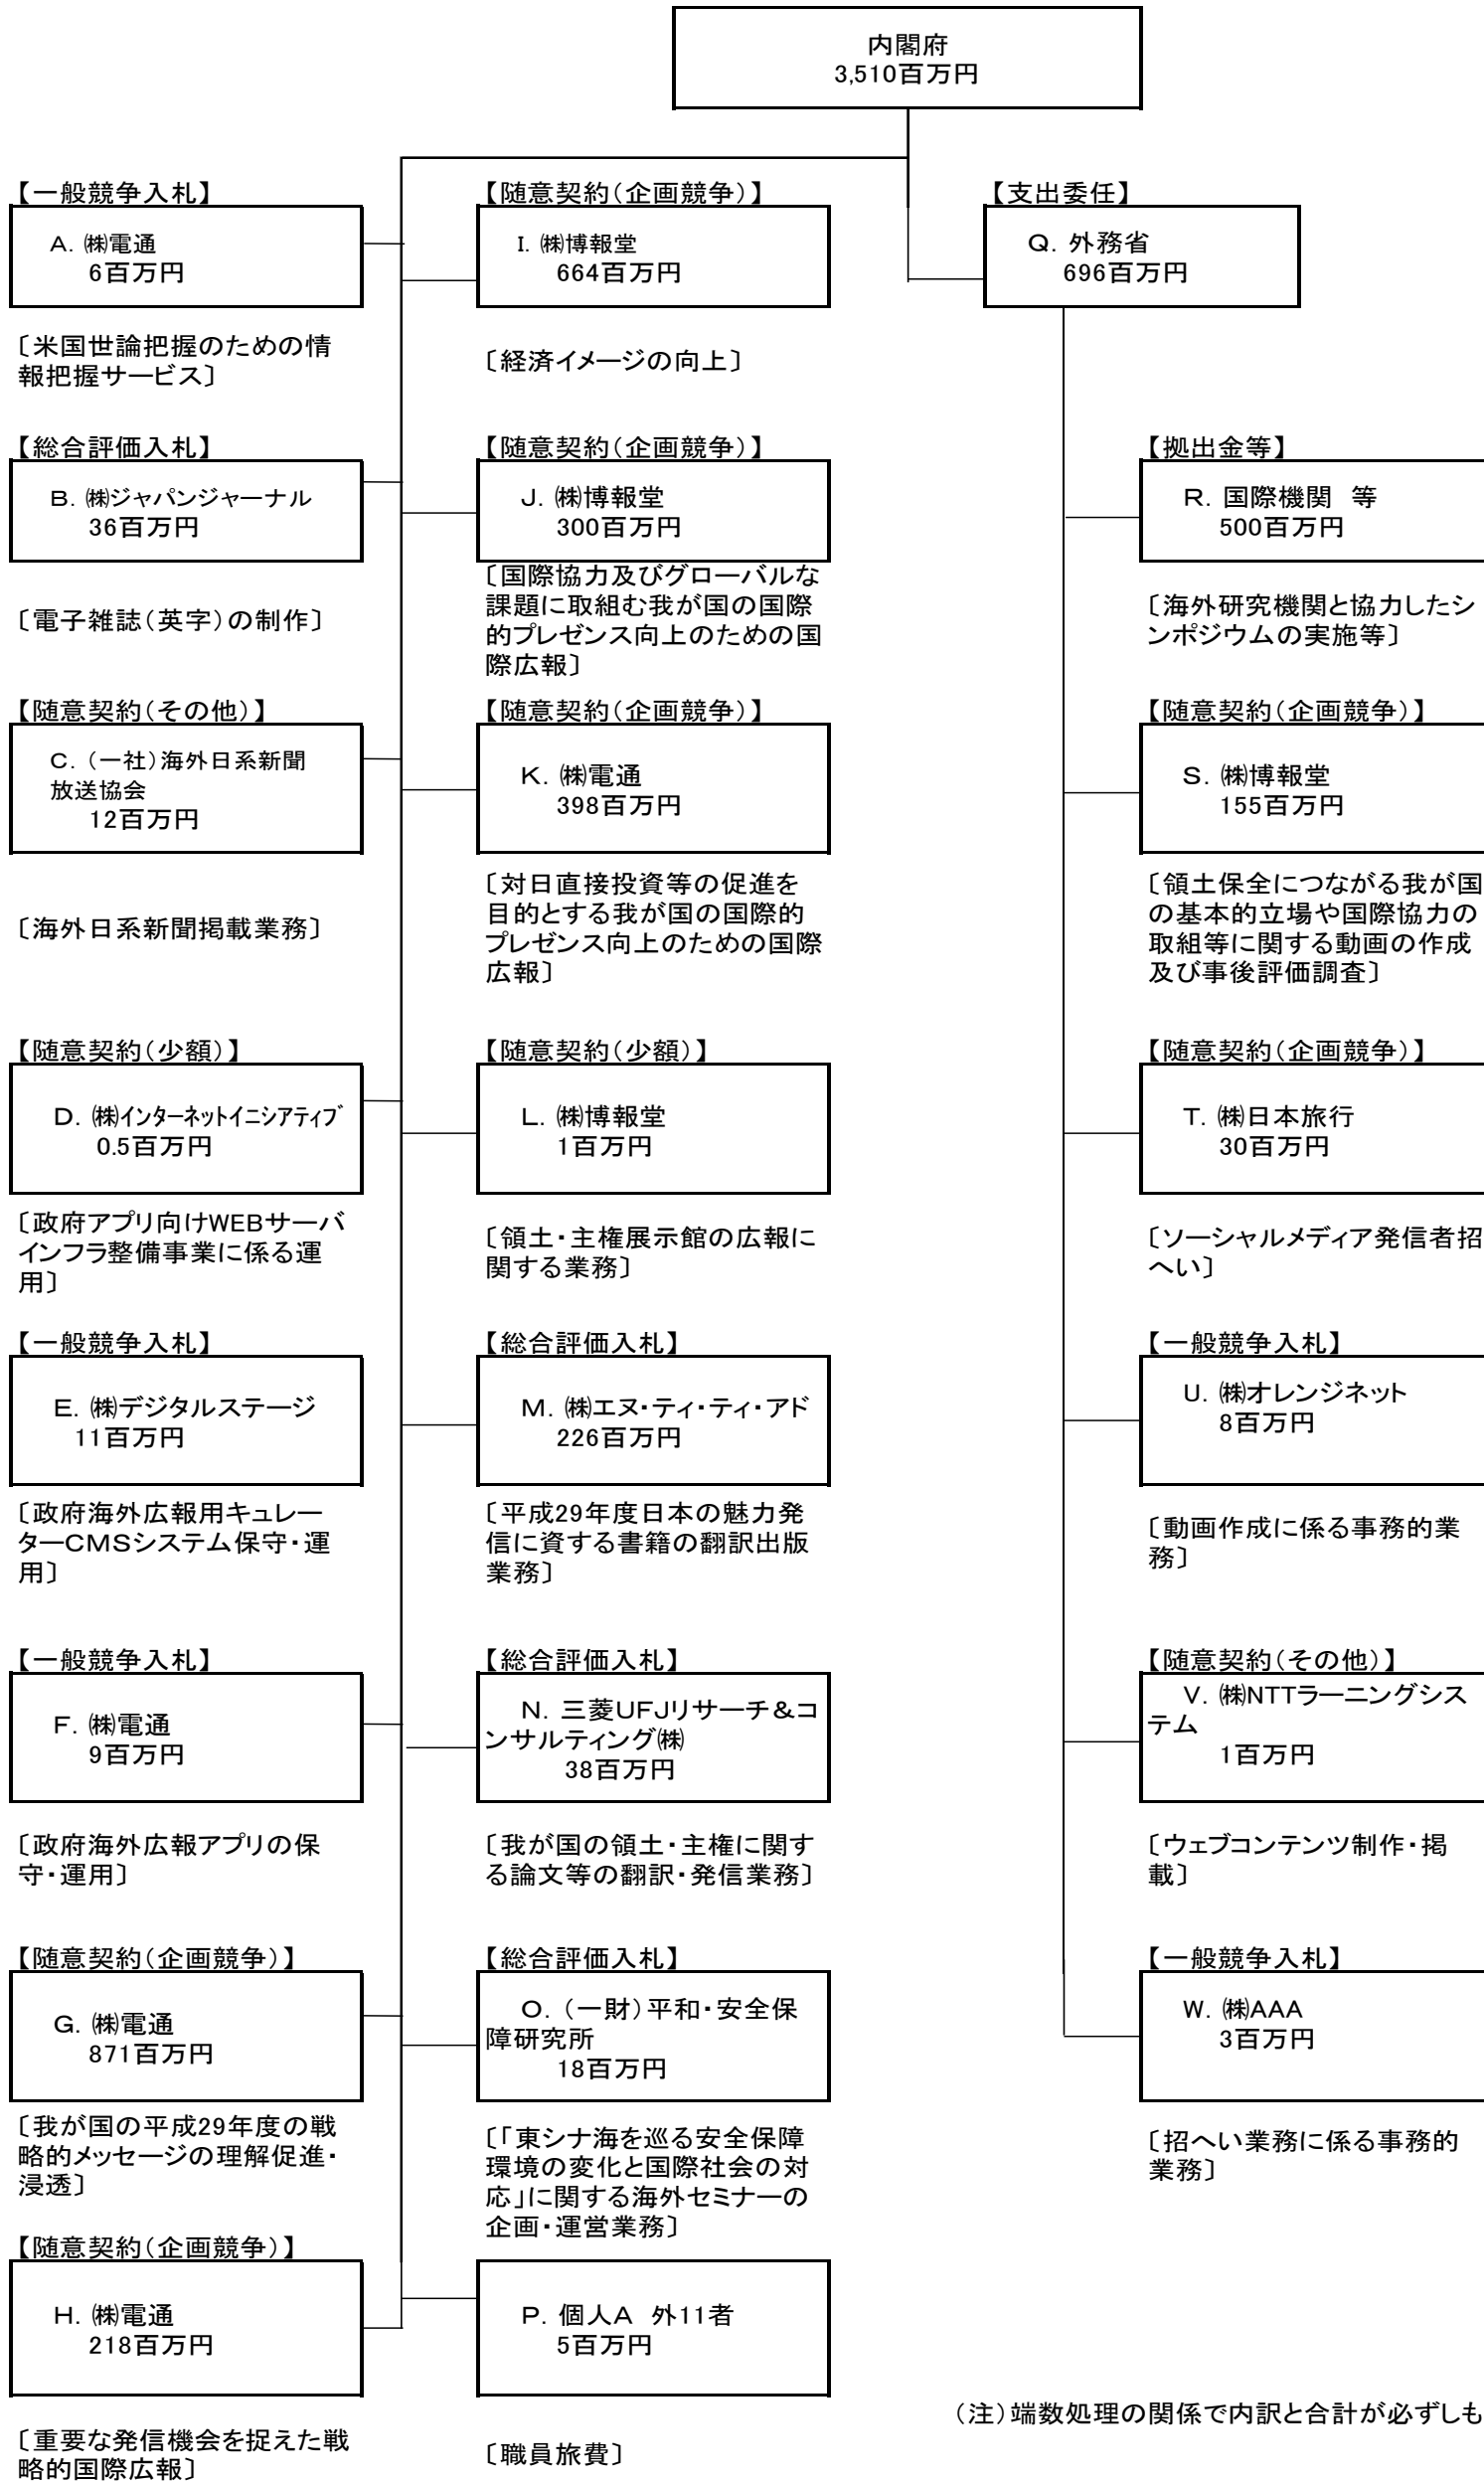 内閣府
3,510百万円
【一般競争入札】
A. ㈱電通
6百万円
〔米国世論把握のための情
報把握サービス〕
【総合評価入札】
B. ㈱ジャパンジャーナル
36百万円
〔電子雑誌（英字）の制作〕
【随意契約（その他）】
C. （一社）海外日系新聞
放送協会
12百万円
〔海外日系新聞掲載業務〕
【随意契約（少額）】
D. ㈱インターネットイニシアティブ
0.5百万円
〔政府アプリ向けWEBサーバ
インフラ整備事業に係る運
用〕
【一般競争入札】
E. ㈱デジタルステージ
11百万円
〔政府海外広報用キュレー
ターCMSシステム保守・運
用〕
【一般競争入札】
F. ㈱電通
9百万円
〔政府海外広報アプリの保
守・運用〕
【随意契約（企画競争）】
G. ㈱電通
871百万円
〔我が国の平成29年度の戦
略的メッセージの理解促進・
浸透〕
【随意契約（企画競争）】
H. ㈱電通
218百万円
〔重要な発信機会を捉えた戦
略的国際広報〕
【随意契約（企画競争）】
I. ㈱博報堂
664百万円
〔経済イメージの向上〕
【随意契約（企画競争）】
J. ㈱博報堂
300百万円
〔国際協力及びグローバルな
課題に取組む我が国の国際
的プレゼンス向上のための国
際広報〕
【随意契約（企画競争）】
K. ㈱電通
398百万円
〔対日直接投資等の促進を
目的とする我が国の国際的
プレゼンス向上のための国際
広報〕
【随意契約（少額）】
L. ㈱博報堂
1百万円
〔領土・主権展示館の広報に
関する業務〕
【総合評価入札】
M. ㈱エヌ・ティ・ティ・アド
226百万円
〔平成29年度日本の魅力発
信に資する書籍の翻訳出版
業務〕
【総合評価入札】
N. 三菱UFJリサーチ＆コ
ンサルティング㈱
38百万円
〔我が国の領土・主権に関す
る論文等の翻訳・発信業務〕
【総合評価入札】
O. （一財）平和・安全保
障研究所
18百万円
〔「東シナ海を巡る安全保障
環境の変化と国際社会の対
応」に関する海外セミナーの
企画・運営業務〕
P. 個人A 外11者
5百万円
〔職員旅費〕
【支出委任】
Q. 外務省
696百万円
【拠出金等】
R. 国際機関 等
500百万円
〔海外研究機関と協力したシ
ンポジウムの実施等〕
【随意契約（企画競争）】
S. ㈱博報堂
155百万円
〔領土保全につながる我が国
の基本的立場や国際協力の
取組等に関する動画の作成
及び事後評価調査〕
【随意契約（企画競争）】
T. ㈱日本旅行
30百万円
〔ソーシャルメディア発信者招
へい〕
【一般競争入札】
U. ㈱オレンジネット
8百万円
〔動画作成に係る事務的業
務〕
【随意契約（その他）】
V. ㈱NTTラーニングシス
テム
1百万円
〔ウェブコンテンツ制作・掲
載〕
【一般競争入札】
W. ㈱AAA
3百万円
〔招へい業務に係る事務的
業務〕
（注）端数処理の関係で内訳と合計が必ずしも